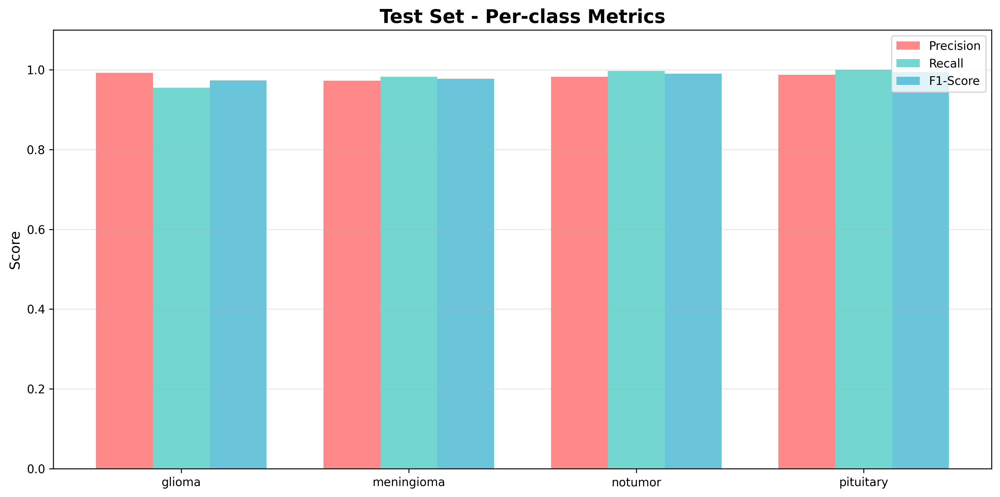 Test Set - Per-class Metrics
Precision
Recall
F1-Score
1.0
0.8
0.6
0.4
0.2
0.0
Score
glioma meningioma notumor pituitary